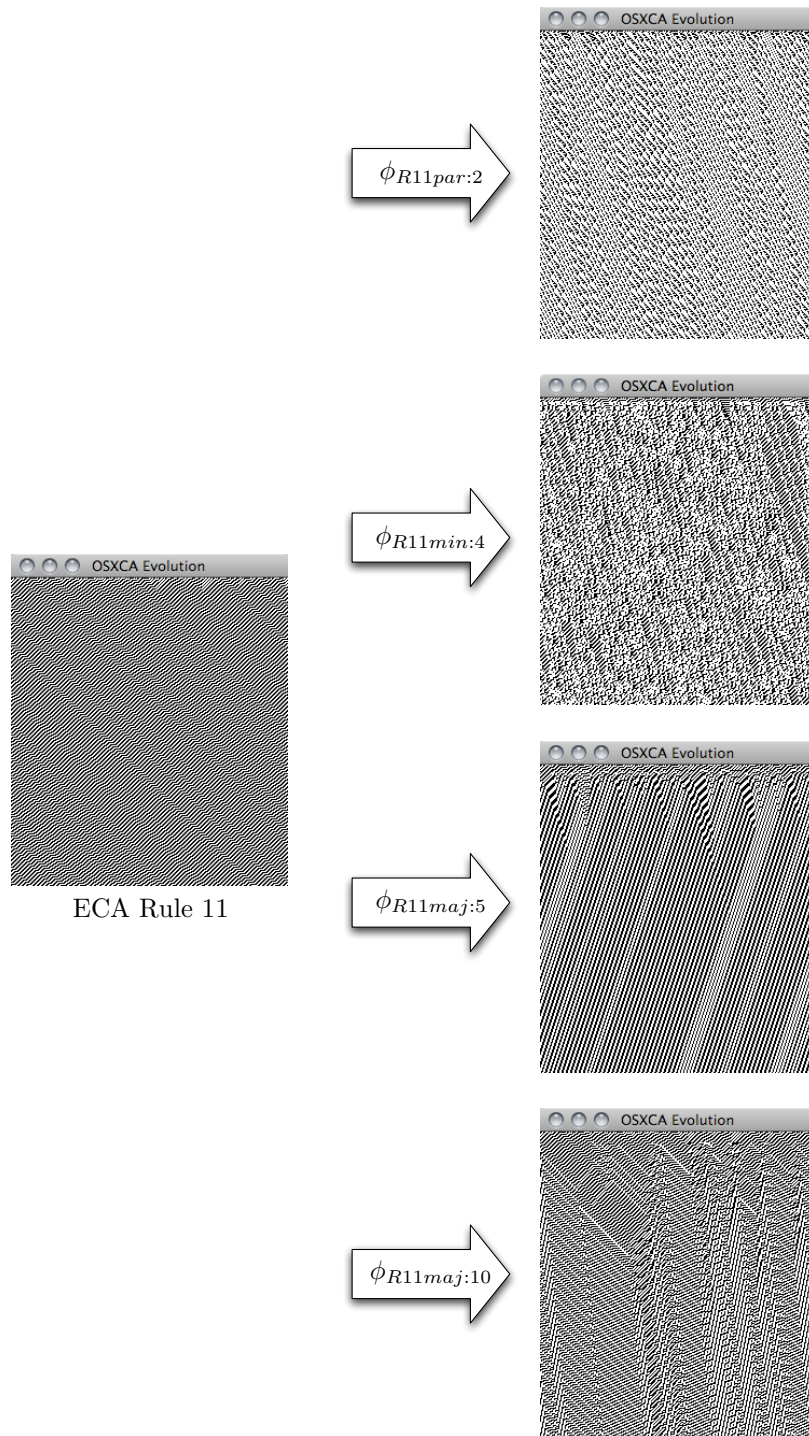 OSXCA Evolution
ϕR11par:2
OSXCA Evolution
ϕR11min:4
OSXCA Evolution
ECA Rule 11
OSXCA Evolution
ϕR11maj:5
OSXCA Evolution
ϕR11maj:10